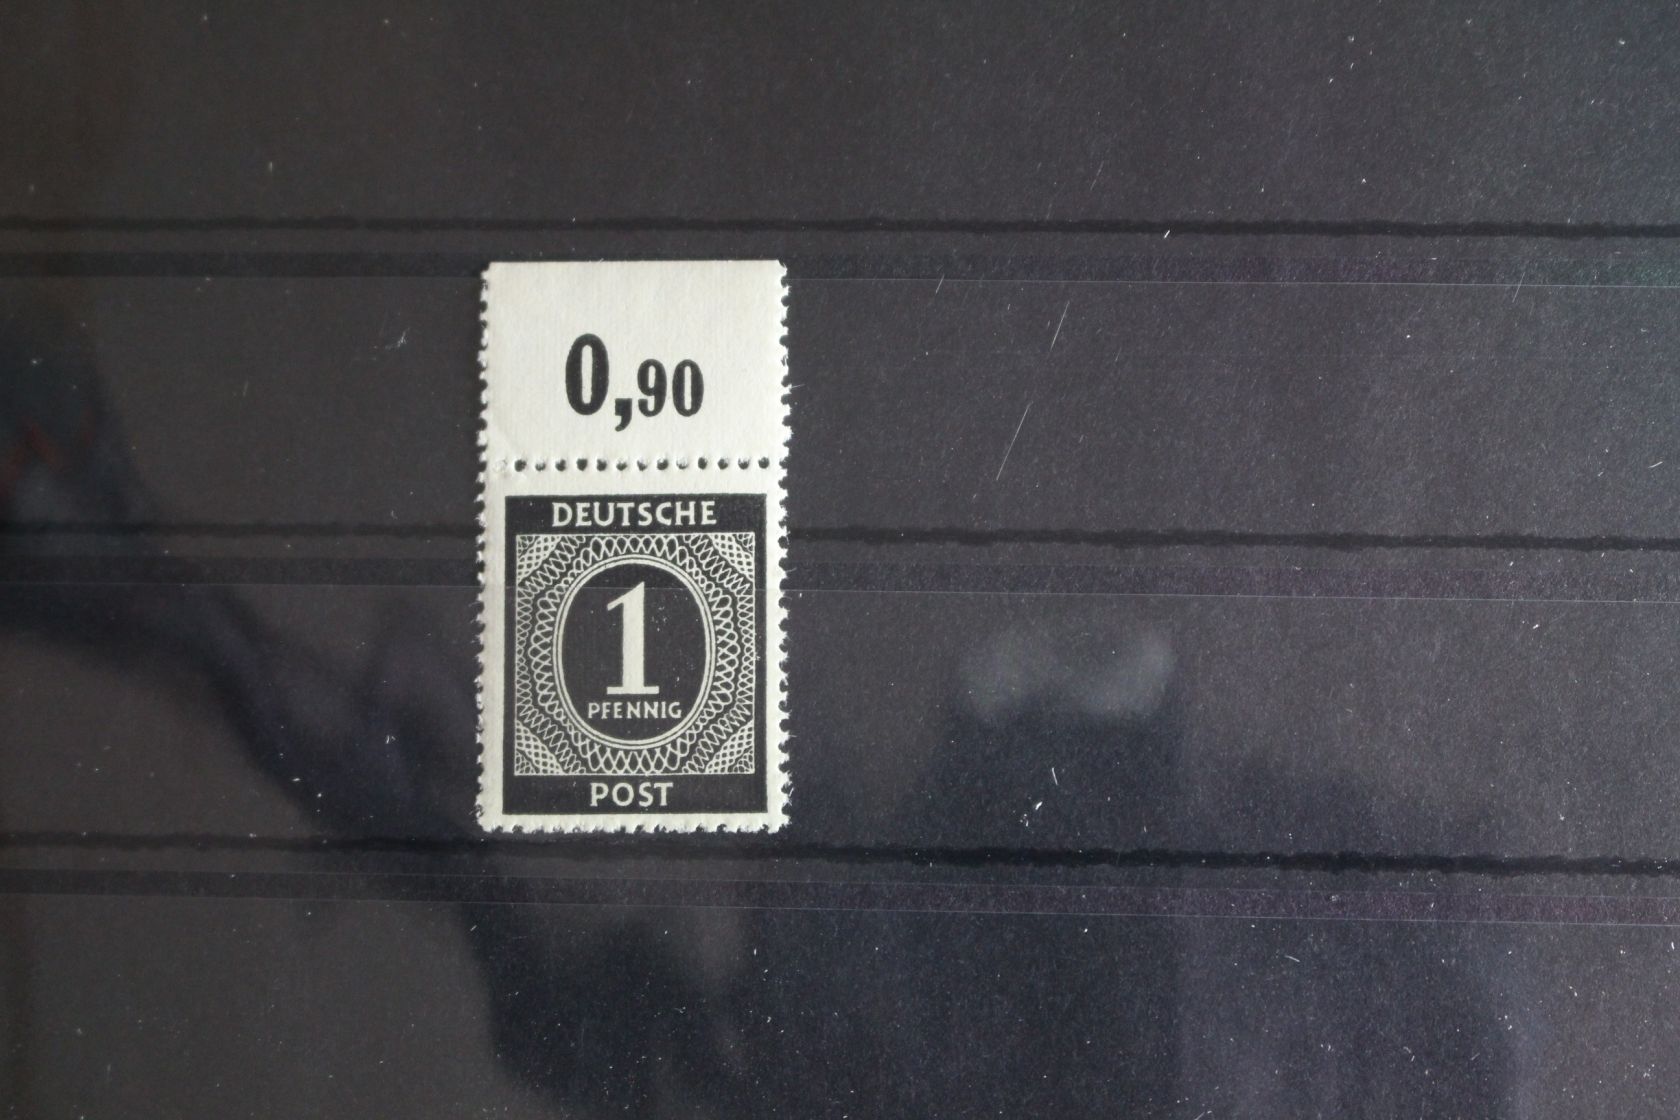 0,90
DEUTSCHE
1
PFENNIG
POST